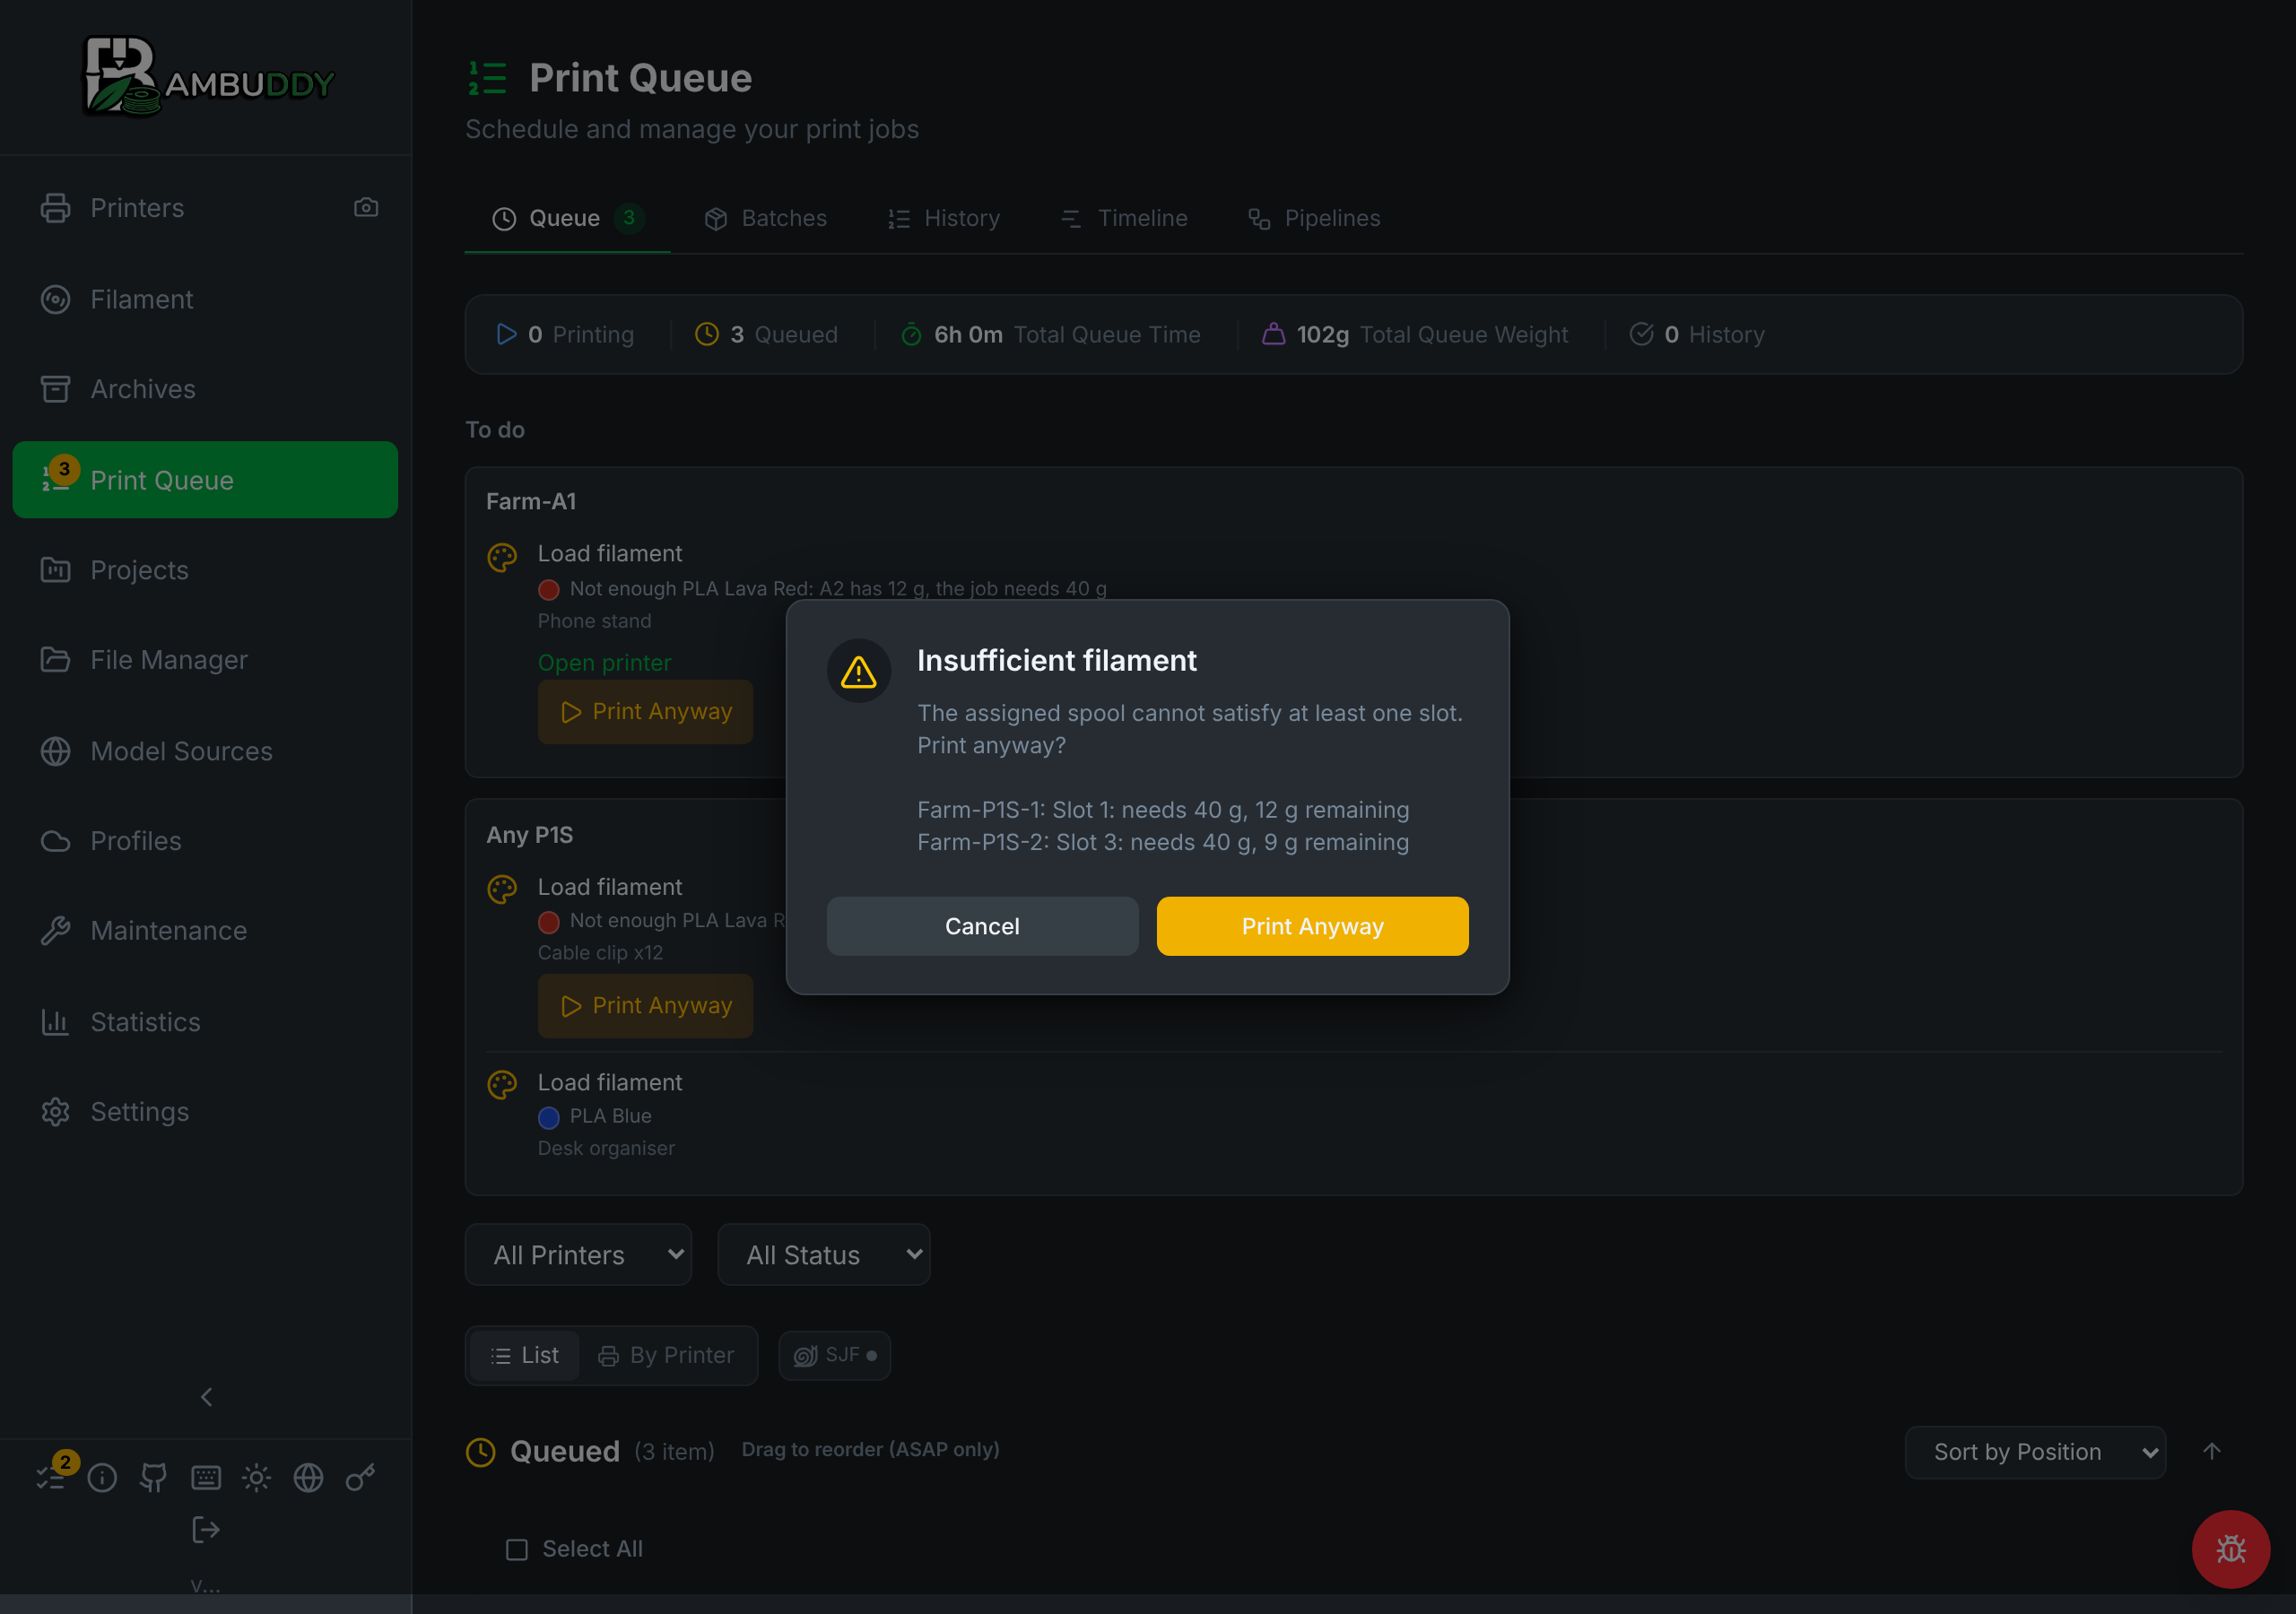 BAMBUDDY
Printers
Filament
Archives
3
Print Queue
Projects
File Manager
Model Sources
Profiles
Maintenance
Statistics
Settings
2
v...
Print Queue
Schedule and manage your print jobs
Queue 3 Batches History Timeline Pipelines
0 Printing 3 Queued 6h 0m Total Queue Time 102g Total Queue Weight 0 History
To do
Farm-A1
Load filament
Not enough PLA Lava Red: A2 has 12 g, the job needs 40 g
Phone stand
Open printer
Print Anyway
Any P1S
Load filament
Not enough PLA Lava R
Cable clip x12
Print Anyway
Load filament
PLA Blue
Desk organiser
Insufficient filament
The assigned spool cannot satisfy at least one slot.
Print anyway?
Farm-P1S-1: Slot 1: needs 40 g, 12 g remaining
Farm-P1S-2: Slot 3: needs 40 g, 9 g remaining
Cancel Print Anyway
All Printers All Status
List By Printer SJF
Queued (3 item) Drag to reorder (ASAP only) Sort by Position
Select All